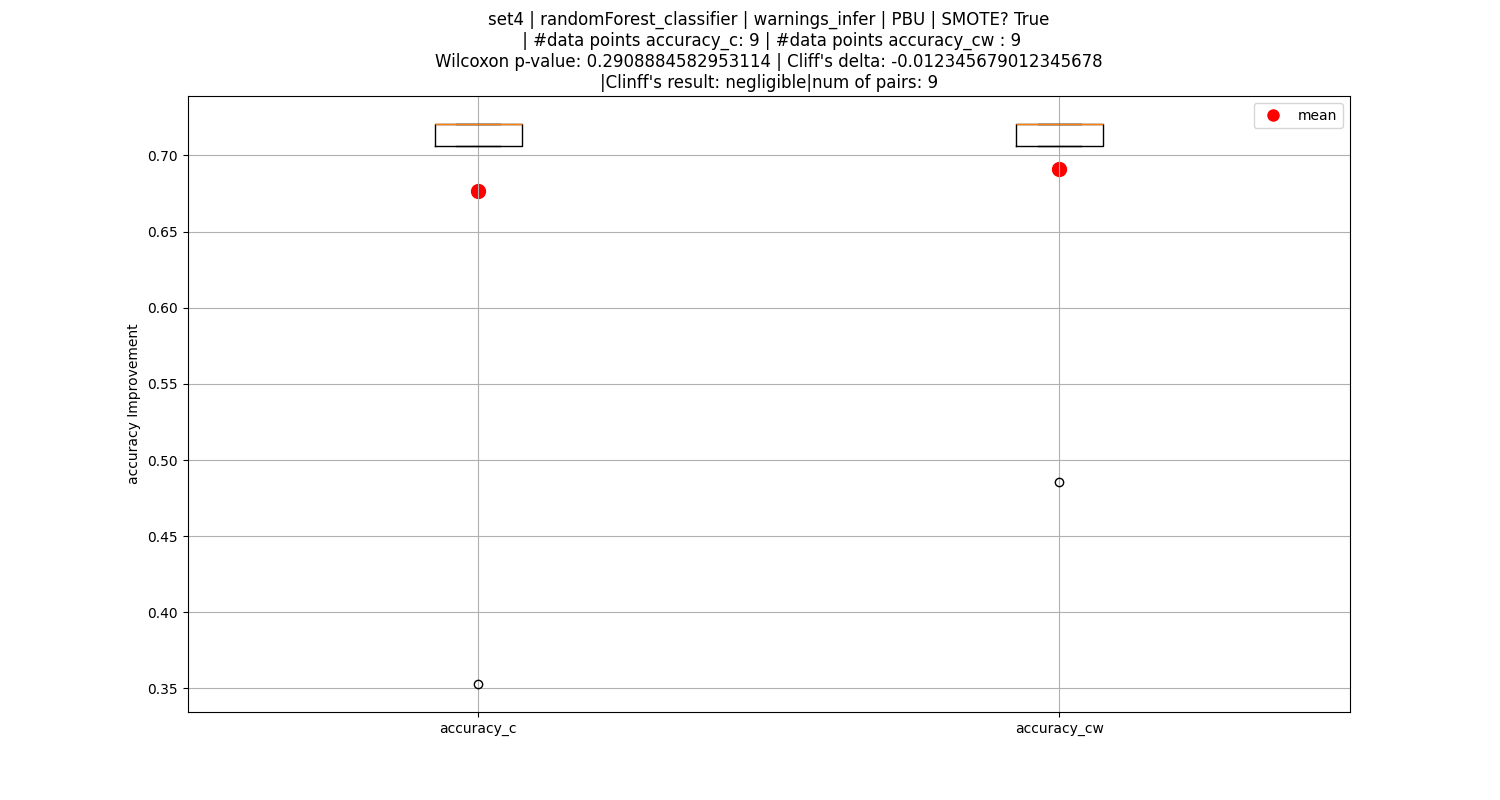 set4 | randomForest_classifier | warnings_infer | PBU | SMOTE? True
| #data points accuracy_c: 9 | #data points accuracy_cw : 9
Wilcoxon p-value: 0.2908884582953114 | Cliff's delta: -0.012345679012345678
|Clinff's result: negligible|num of pairs: 9
mean
accuracy Improvement
0.70
0.65
0.60
0.55
0.50
0.45
0.40
0.35
accuracy_c
accuracy_cw